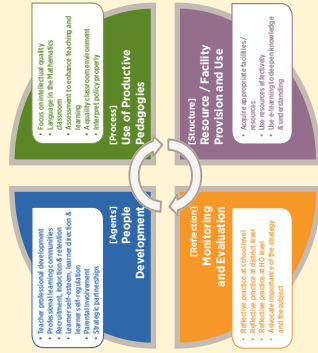 • Focus on intellectual quality
• Language in the Mathematics
classroom
• Assessment to enhance teaching and
learning
• A quality classroom environment
• Interpret policy properly
[Process]
Use of Productive
Pedagogies
• Acquire appropriate facilities /
resources
• Use resources effectively
• Use e-learning to deepen knowledge
& understanding
[Structure]
Resource / Facility
Provision and Use
• Teacher professional development
• Professional learning communities
• Recruitment, induction & retention
• Learner self-esteem, learner direction &
learner self-regulation
• Parental involvement
• Strategic partnerships
[Agents]
People
Development
• Reflective practice at school level
• Reflective practice at district level
• Reflective practice at HO level
• Advocate importance of the strategy
and the subject
[Reflection]
Monitoring
and Evaluation